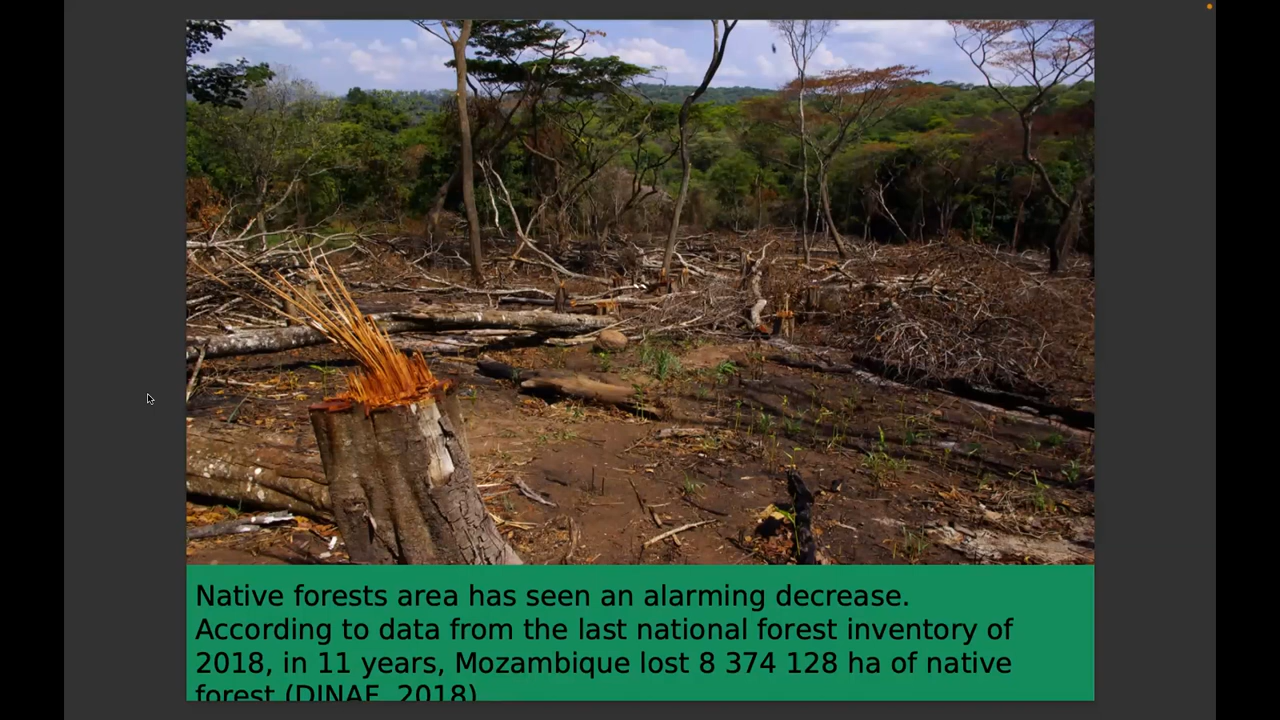 Native forests area has seen an alarming decrease.
According to data from the last national forest inventory of
2018, in 11 years, Mozambique lost 8 374 128 ha of native
forest (DINAF, 2018)